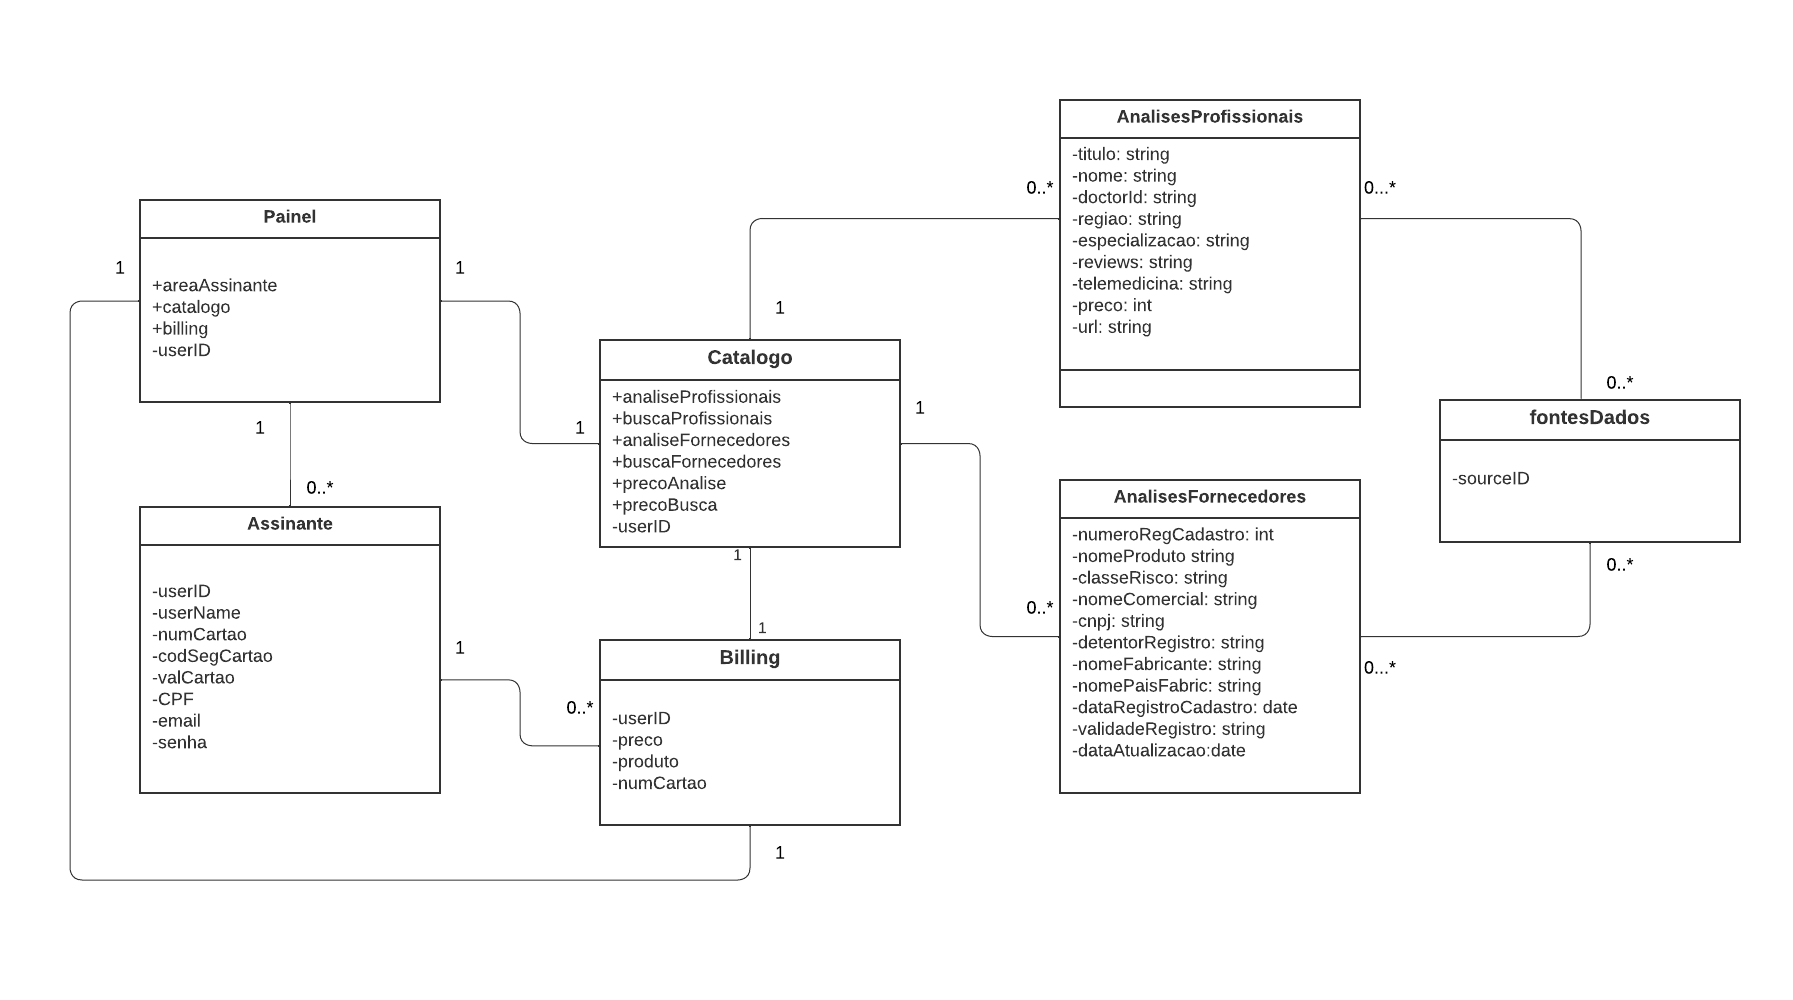 AnalisesProfissionais
-titulo: string
-nome: string
-doctorId: string
-regiao: string
-especializacao: string
-reviews: string
-telemedicina: string
-preco: int
-url: string
0..*
0...*
Painel
+areaAssinante
+catalogo
+billing
-userID
1
1
1
0..*
Catalogo
+analiseProfissionais
+buscaProfissionais
+analiseFornecedores
+buscaFornecedores
+precoAnalise
+precoBusca
-userID
1
1
1
1
fontesDados
-sourceID
0..*
0..*
AnalisesFornecedores
-numeroRegCadastro: int
-nomeProduto string
-classeRisco: string
-nomeComercial: string
-cnpj: string
-detentorRegistro: string
-nomeFabricante: string
-nomePaisFabric: string
-dataRegistroCadastro: date
-validadeRegistro: string
-dataAtualizacao:date
0..*
0...*
Assinante
-userID
-userName
-numCartao
-codSegCartao
-valCartao
-CPF
-email
-senha
1
Billing
-userID
-preco
-produto
-numCartao
1
0..*
1